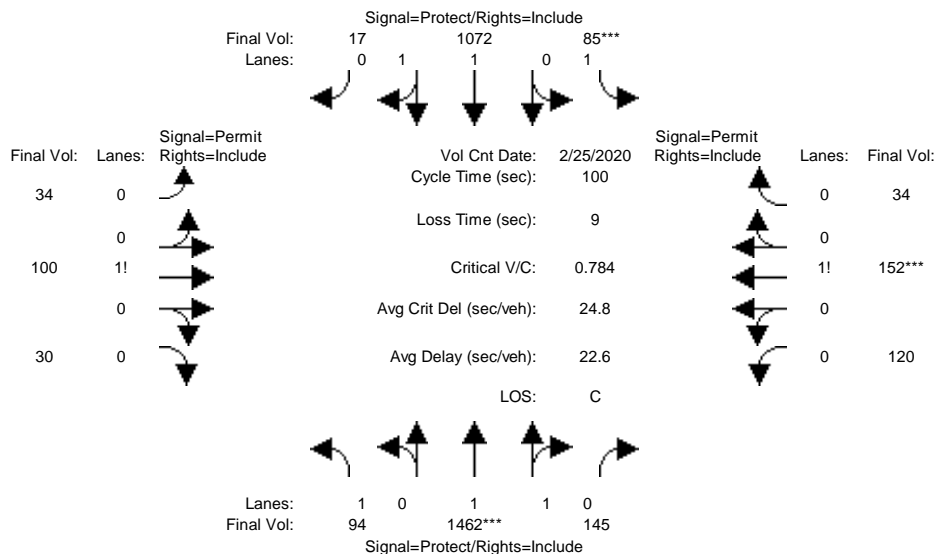 Signal=Protect/Rights=Include
Final Vol: 17 1072 85***
Lanes: 0 1 1 0 1
Signal=Permit Signal=Permit
Final Vol: Lanes: Rights=Include Vol Cnt Date: 2/25/2020 Rights=Include Lanes: Final Vol:
Cycle Time (sec): 100
34 0 0 34
Loss Time (sec): 9
0 0
100 1! Critical V/C: 0.784 1! 152***
0 Avg Crit Del (sec/veh): 24.8 0
30 0 Avg Delay (sec/veh): 22.6 0 120
LOS: C
Lanes: 1 0 1 1 0
Final Vol: 94 1462*** 145
Signal=Protect/Rights=Include